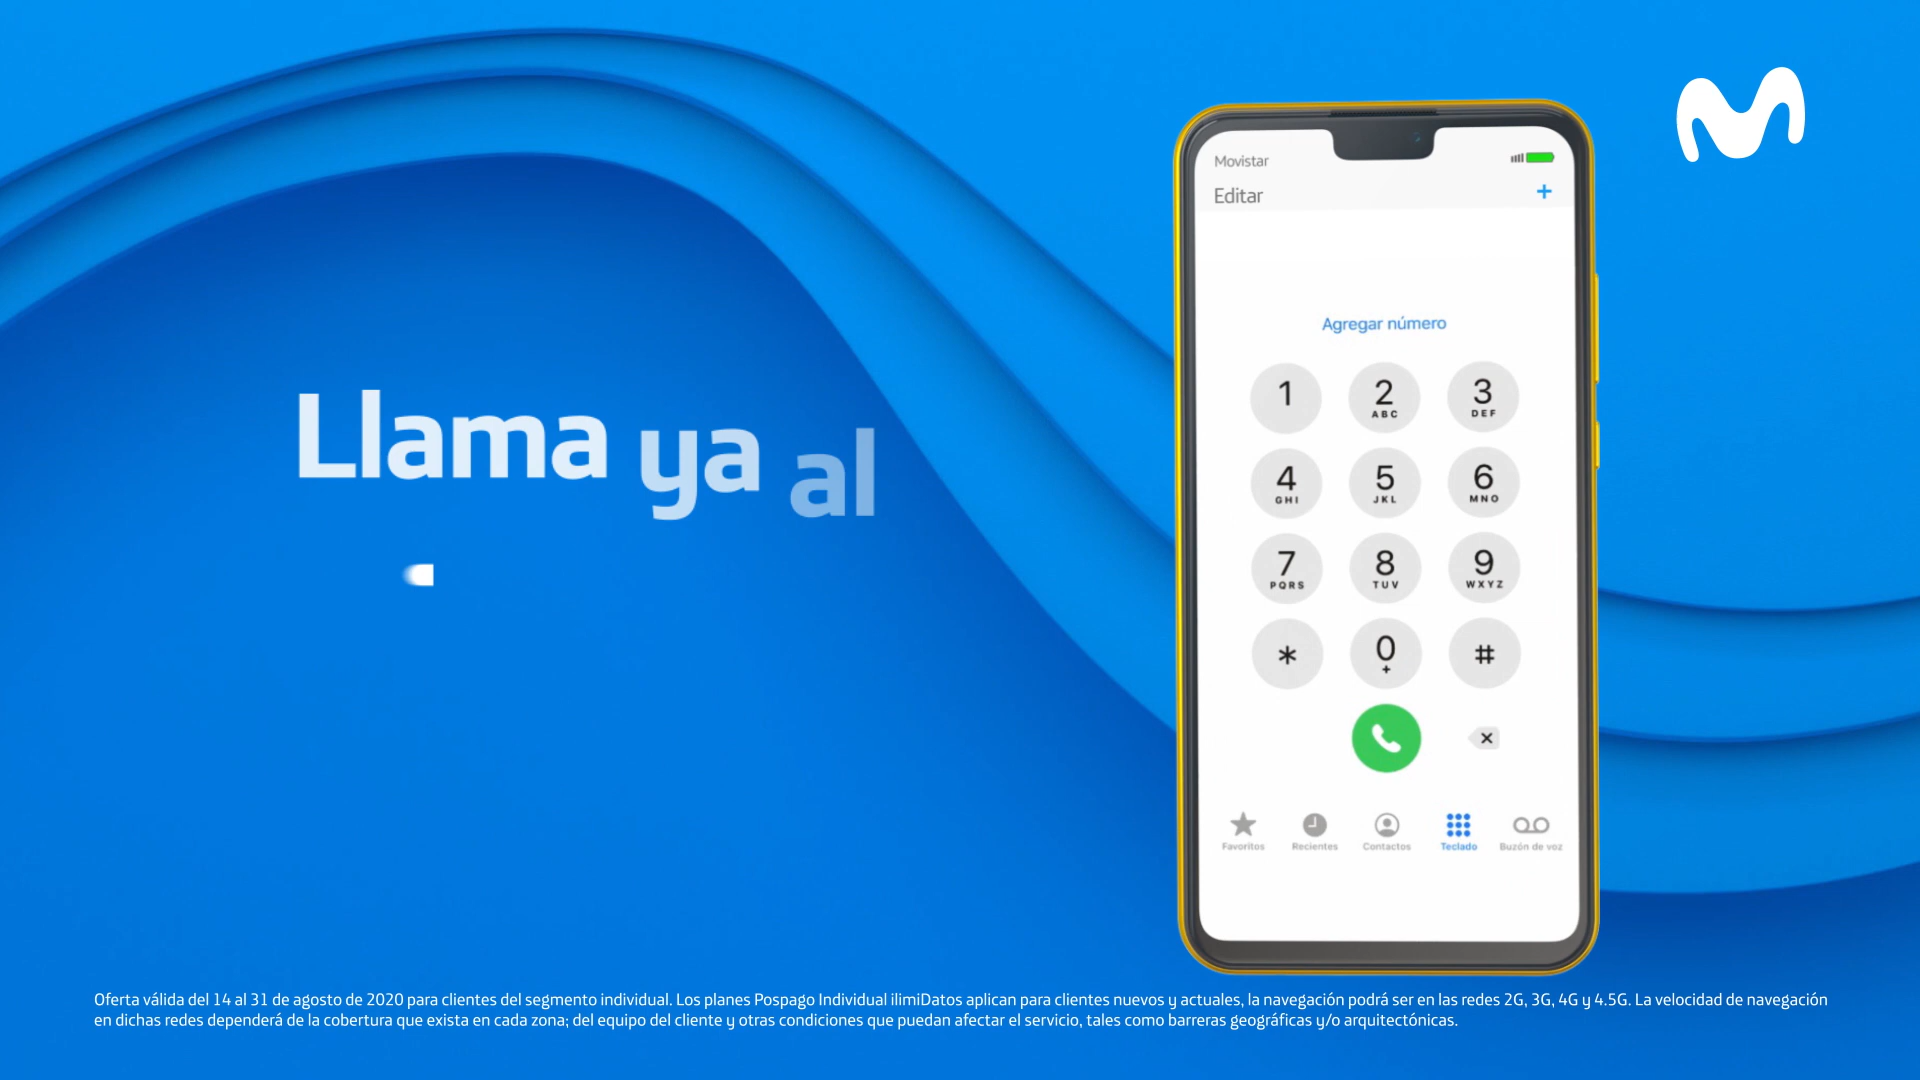 Llama ya al
Movistar
Editar
+
Agregar número
1
2
ABC
3
DEF
4
GHI
5
JKL
6
MNO
7
PQRS
8
TUV
9
WXYZ
*
0
+
#
Favoritos
Recientes
Contactos
Teclado
Buzón de voz
Oferta válida del 14 al 31 de agosto de 2020 para clientes del segmento individual. Los planes Pospago Individual ilimiDatos aplican para clientes nuevos y actuales, la navegación podrá ser en las redes 2G, 3G, 4G y 4.5G. La velocidad de navegación
en dichas redes dependerá de la cobertura que exista en cada zona; del equipo del cliente y otras condiciones que puedan afectar el servicio, tales como barreras geográficas y/o arquitectónicas.